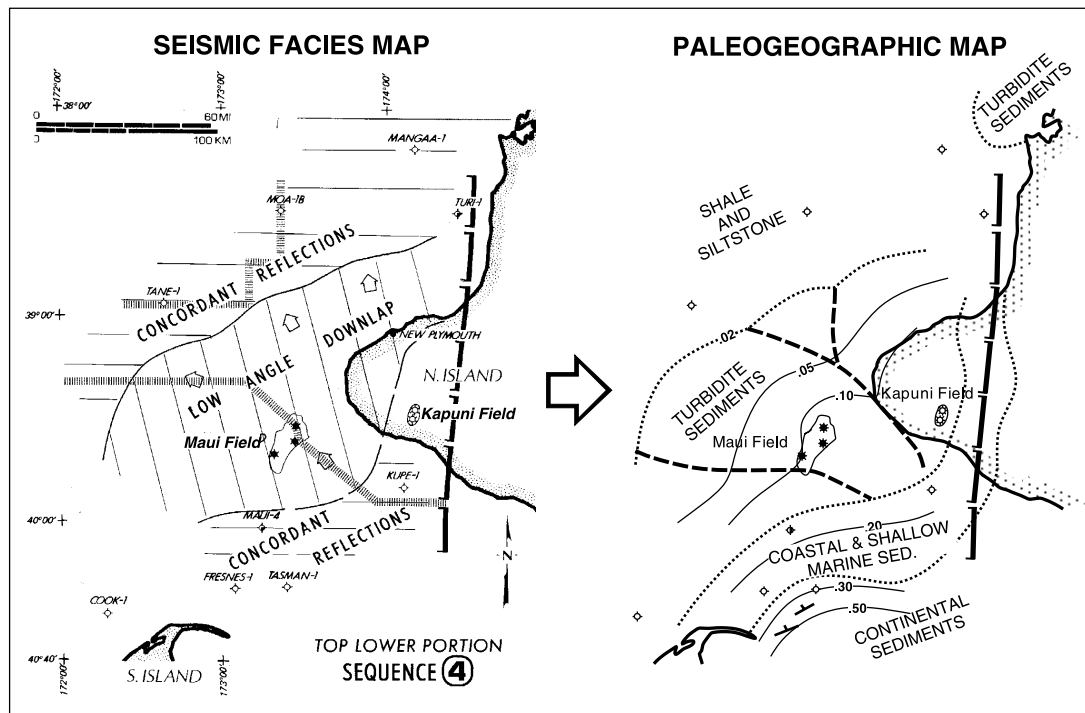 SEISMIC FACIES MAP
172°00'
38°00'
173°00'
174°00'
0 60 MI
0 100 KM
MANGAA-1
MOA-1B
TURI-1
CONCORDANT REFLECTIONS
TANE-1
39°00'
LOW ANGLE DOWNLAP
NEW PLYMOUTH
N. ISLAND
Kapuni Field
Maui Field
KUPE-1
40°00'
MAUI-4
CONCORDANT REFLECTIONS
FRESNES-1
TASMAN-1
COOK-1
N
40°40'
172°00'
S. ISLAND
173°00'
TOP LOWER PORTION
SEQUENCE 4
PALEOGEOGRAPHIC MAP
TURBIDITE
SEDIMENTS
SHALE
AND
SILTSTONE
.02
.05
TURBIDITE
SEDIMENTS
.10
Kapuni Field
Maui Field
.20
COASTAL & SHALLOW
MARINE SED.
.30
.50
CONTINENTAL
SEDIMENTS